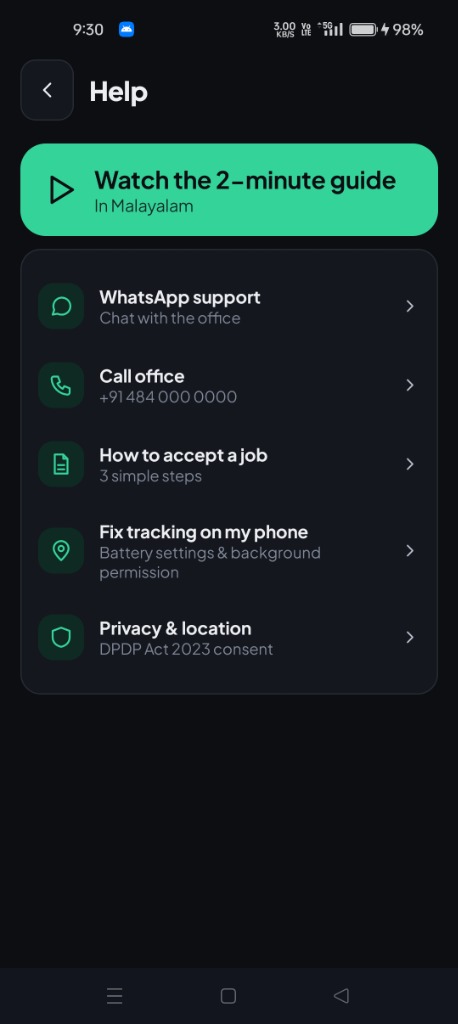 9:30
3.00 KB/S Vo LTE 5G 98%
Help
Watch the 2-minute guide
In Malayalam
WhatsApp support
Chat with the office
Call office
+91 484 000 0000
How to accept a job
3 simple steps
Fix tracking on my phone
Battery settings & background
permission
Privacy & location
DPDP Act 2023 consent